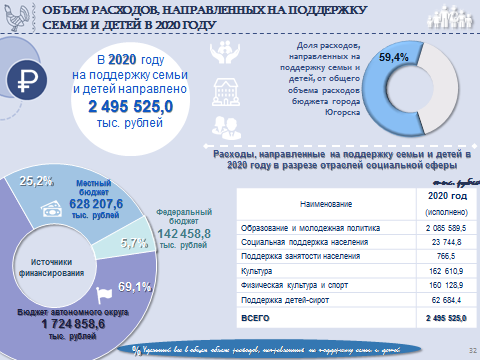 ОБЪЕМ РАСХОДОВ, НАПРАВЛЕННЫХ НА ПОДДЕРЖКУ
СЕМЬИ И ДЕТЕЙ В 2020 ГОДУ
В 2020 году
на поддержку семьи
и детей направлено
2 495 525,0
тыс. рублей
Доля расходов,
направленных на
поддержку семьи и
детей, от общего
объема расходов
бюджета города
Югорска
59,4%
Расходы, направленные на поддержку семьи и детей в
2020 году в разрезе отраслей социальной сферы
тыс. рублей
Наименование
2020 год
(исполнено)
Образование и молодежная политика 2 085 589,5
Социальная поддержка населения 23 744,8
Поддержка занятости населения 766,5
Культура 162 610,9
Физическая культура и спорт 160 128,9
Поддержка детей-сирот 62 684,4
ВСЕГО 2 495 525,0
25,2%
Местный
бюджет
628 207,6
тыс. рублей
Федеральный
бюджет
142 458,8
тыс. рублей
5,7%
Источники
финансирования
69,1%
Бюджет автономного округа
1 724 858,6
тыс. рублей
% Удельный вес в общем объеме расходов, направленных на поддержку семьи и детей
32